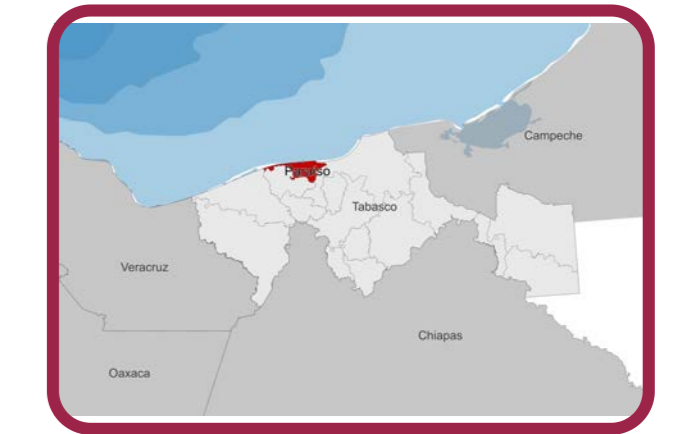 Campeche
Paraíso
Tabasco
Veracruz
Chiapas
Oaxaca